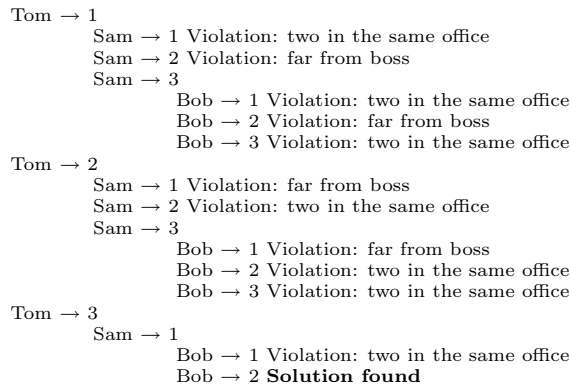 Tom → 1
Sam → 1 Violation: two in the same office
Sam → 2 Violation: far from boss
Sam → 3
Bob → 1 Violation: two in the same office
Bob → 2 Violation: far from boss
Bob → 3 Violation: two in the same office
Tom → 2
Sam → 1 Violation: far from boss
Sam → 2 Violation: two in the same office
Sam → 3
Bob → 1 Violation: far from boss
Bob → 2 Violation: two in the same office
Bob → 3 Violation: two in the same office
Tom → 3
Sam → 1
Bob → 1 Violation: two in the same office
Bob → 2 Solution found